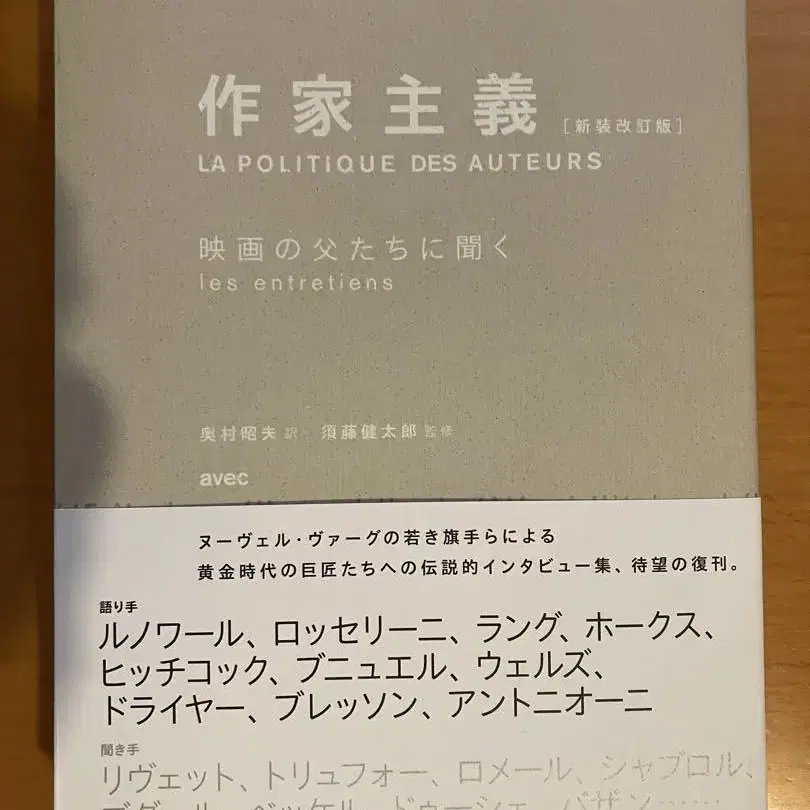 作家主義 [新装改訂版]
LA POLITIQUE DES AUTEURS
映画の父たちに聞く
les entretiens
奥村昭夫 訳 須藤健太郎 監修
avec
ヌーヴェル・ヴァーグの若き旗手らによる
黄金時代の巨匠たちへの伝説的インタビュー集、待望の復刊。
語り手
ルノワール、ロッセリーニ、ラング、ホークス、
ヒッチコック、ブニュエル、ウェルズ、
ドライヤー、ブレッソン、アントニオーニ
聞き手
リヴェット、トリュフォー、ロメール、シャブロル、